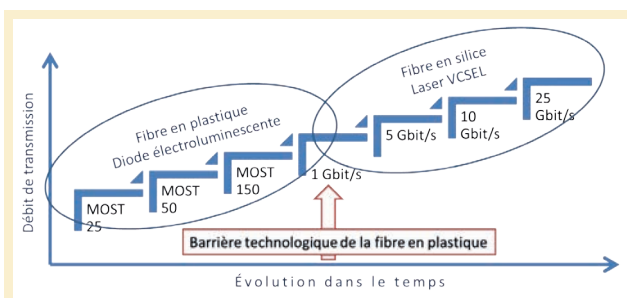 Débit de transmission
Fibre en plastique
Diode électroluminescente
Fibre en silice
Laser VCSEL
MOST
25
MOST
50
MOST
150
1 Gbit/s
5 Gbit/s
10
Gbit/s
25
Gbit/s
Barrière technologique de la fibre en plastique
Évolution dans le temps